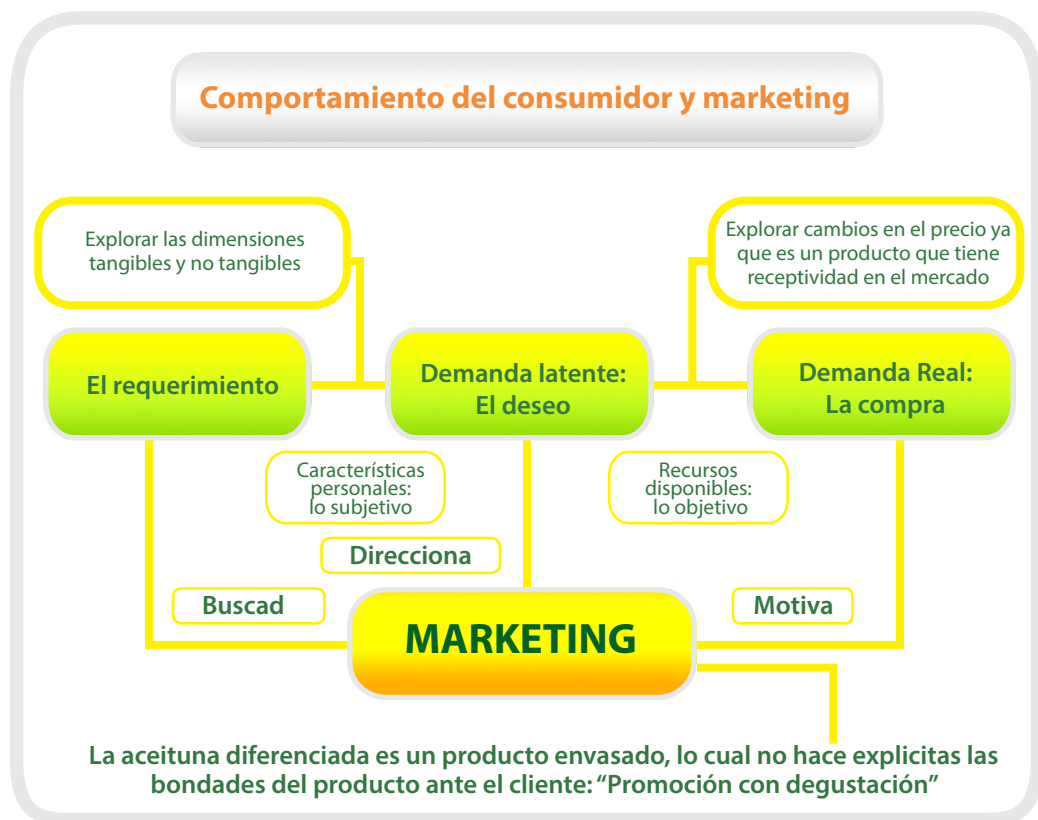 Comportamiento del consumidor y marketing
Explorar las dimensiones
tangibles y no tangibles
Explorar cambios en el precio ya
que es un producto que tiene
receptividad en el mercado
El requerimiento
Demanda latente:
El deseo
Demanda Real:
La compra
Característícas
personales:
lo subjetivo
Recursos
disponibles:
lo objetivo
Direcciona
Buscad
Motiva
MARKETING
La aceituna diferenciada es un producto envasado, lo cual no hace explicitas las
bondades del producto ante el cliente: “Promoción con degustación”